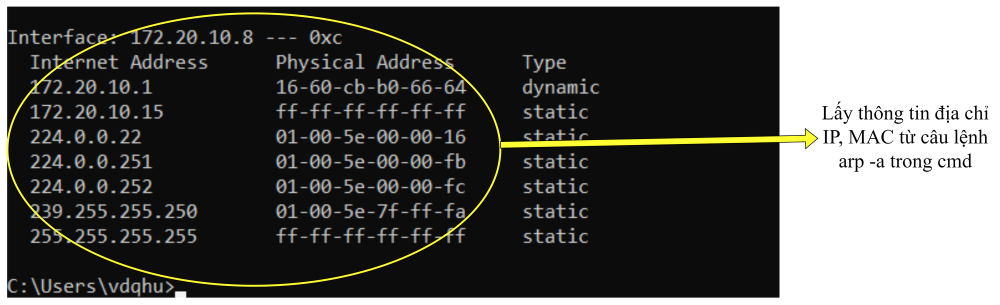 Interface: 172.20.10.8 --- 0xc
Internet Address Physical Address Type
172.20.10.1 16-60-cb-b0-66-64 dynamic
172.20.10.15 ff-ff-ff-ff-ff-ff static
224.0.0.22 01-00-5e-00-00-16 static
224.0.0.251 01-00-5e-00-00-fb static
224.0.0.252 01-00-5e-00-00-fc static
239.255.255.250 01-00-5e-7f-ff-fa static
255.255.255.255 ff-ff-ff-ff-ff-ff static
C:\Users\vdqhu>
Lấy thông tin địa chỉ
IP, MAC từ câu lệnh
arp -a trong cmd